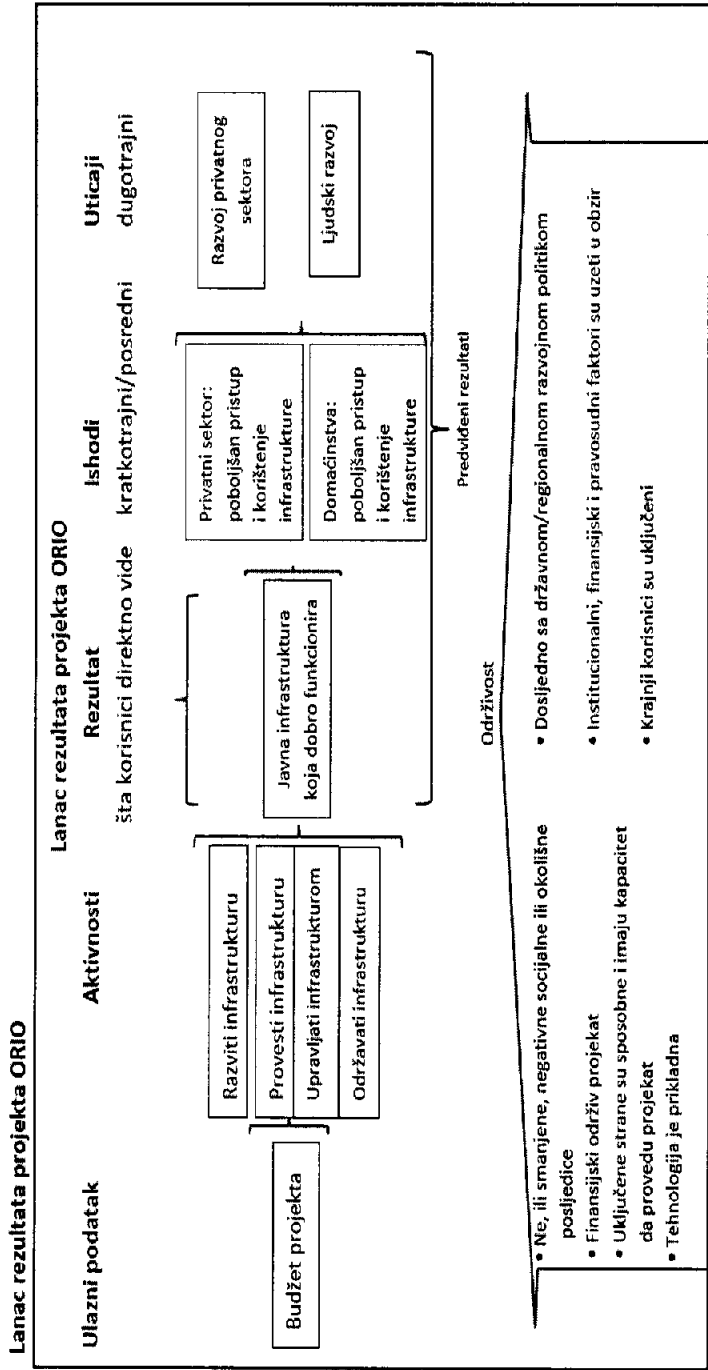 Lanac rezultata projekta ORIO
Lanac rezultata projekta ORIO
Ulazni podatak
Budžet projekta
Aktivnosti
Razviti infrastrukturu
Provesti infrastrukturu
Upravljati infrastrukturom
Održavati infrastrukturu
Rezultat
šta korisnici direktno vide
Javna infrastruktura
koja dobro funkcionira
Ishodi
kratkotrajni/posredni
Privatni sektor:
poboljšan pristup
i korištenje
infrastrukture
Domaćinstva:
poboljšan pristup
i korištenje
infrastrukture
Uticaji
dugotrajni
Razvoj privatnog
sektora
Ljudski razvoj
Predviđeni rezultati
Održivost
• Ne, ili smanjene, negativne socijalne ili okolišne
posljedice
• Finansijski održiv projekat
• Uključene strane su sposobne i imaju kapacitet
da provedu projekat
• Tehnologija je prikladna
• Dosljedno sa državnom/regionalnom razvojnom politikom
• Institucionalni, finansijski i pravosudni faktori su uzeti u obzir
• Krajnji korisnici su uključeni